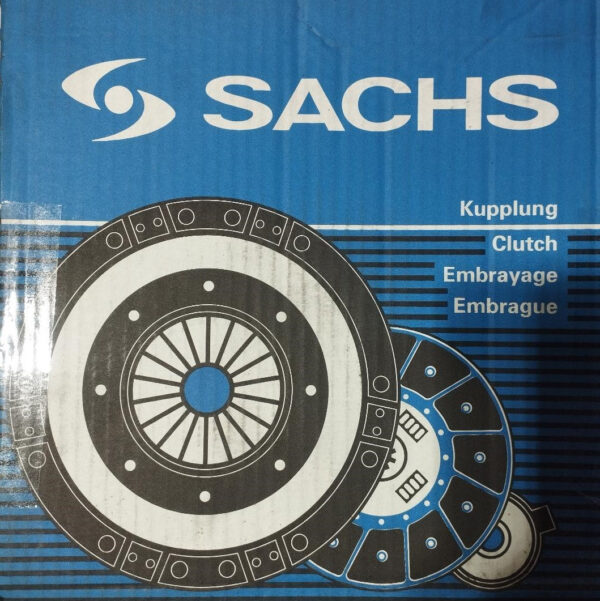 SACHS
Kupplung
Clutch
Embrayage
Embrague